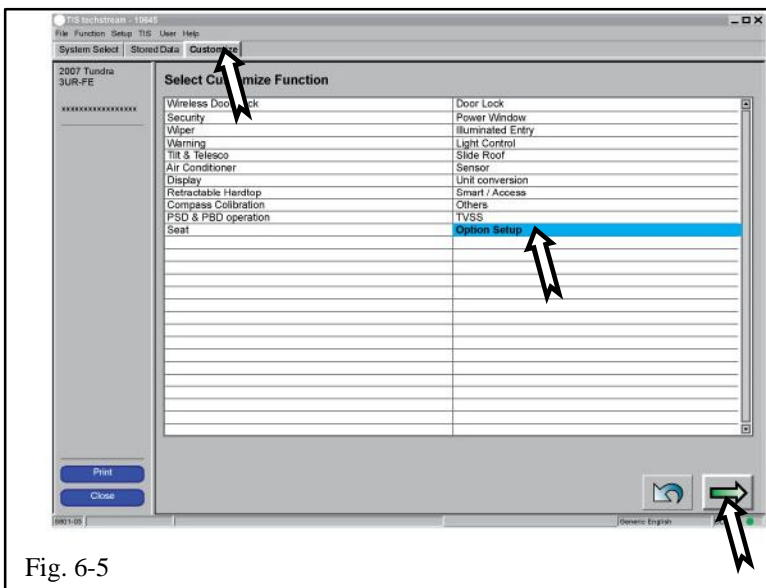 TIS techstream - 10645
File Function Setup TIS User Help
System Select Stored Data Customize
2007 Tundra
3UR-FE
xxxxxxxxxxxxxxxxx
Select Customize Function
Wireless Door Lock Door Lock
Security Power Window
Wiper Illuminated Entry
Warning Light Control
Tilt & Telesco Slide Roof
Air Conditioner Sensor
Display Unit conversion
Retractable Hardtop Smart / Access
Compass Colibration Others
PSD & PBD operation TVSS
Seat Option Setup
Print
Close
Generic English
Fig. 6-5